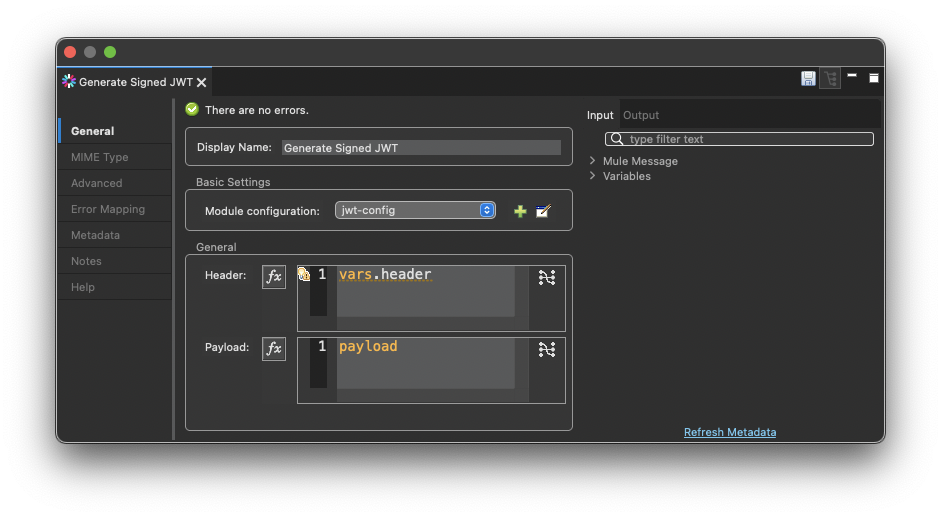 Generate Signed JWT
General
MIME Type
Advanced
Error Mapping
Metadata
Notes
Help
There are no errors.
Display Name: Generate Signed JWT
Basic Settings
Module configuration: jwt-config
General
Header: fx 1 vars.header
Payload: fx 1 payload
Input Output
type filter text
Mule Message
Variables
Refresh Metadata